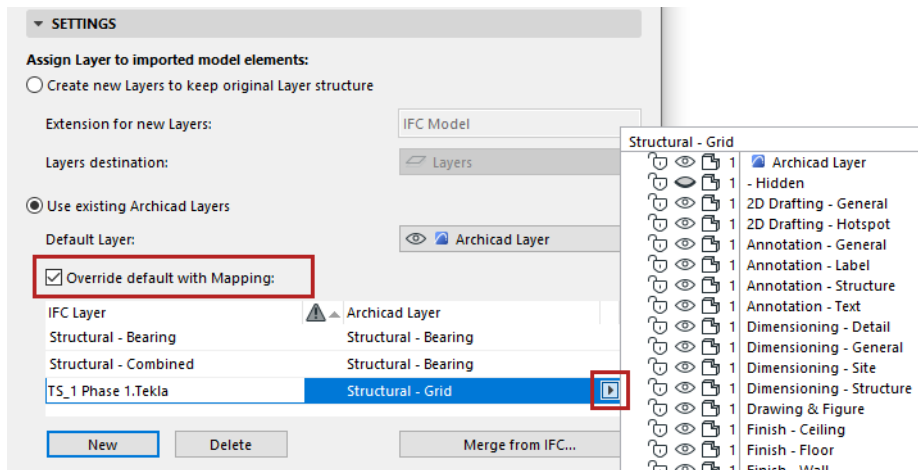 SETTINGS
Assign Layer to imported model elements:
Create new Layers to keep original Layer structure
Extension for new Layers: IFC Model
Layers destination: Layers
Use existing Archicad Layers
Default Layer: Archicad Layer
Override default with Mapping:
IFC Layer Archicad Layer
Structural - Bearing Structural - Bearing
Structural - Combined Structural - Bearing
TS_1 Phase 1.Tekla Structural - Grid
New Delete Merge from IFC...
Structural - Grid
1 Archicad Layer
1 - Hidden
1 2D Drafting - General
1 2D Drafting - Hotspot
1 Annotation - General
1 Annotation - Label
1 Annotation - Structure
1 Annotation - Text
1 Dimensioning - Detail
1 Dimensioning - General
1 Dimensioning - Site
1 Dimensioning - Structure
1 Drawing & Figure
1 Finish - Ceiling
1 Finish - Floor
1 Finish - Wall